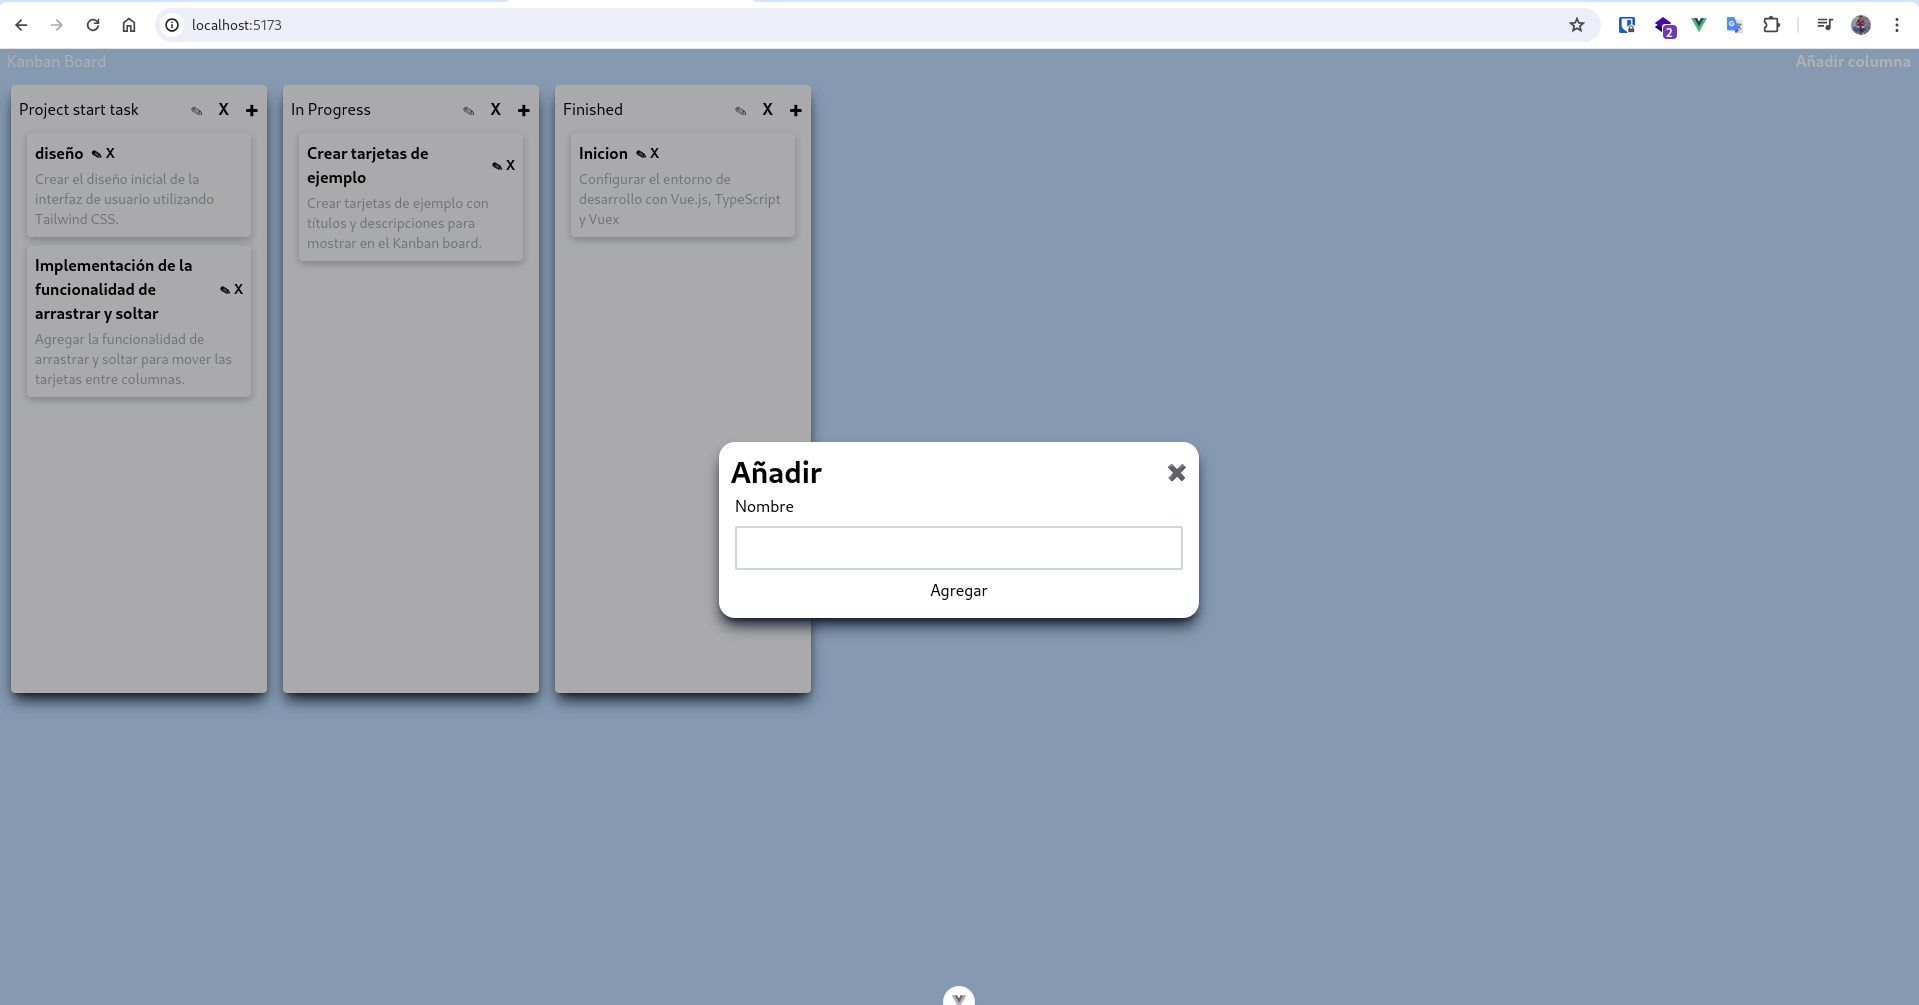 localhost:5173
2
Kanban Board
Añadir columna
Project start task ✎ X +
diseño ✎ X
Crear el diseño inicial de la
interfaz de usuario utilizando
Tailwind CSS.
Implementación de la
funcionalidad de
arrastrar y soltar
✎ X
Agregar la funcionalidad de
arrastrar y soltar para mover las
tarjetas entre columnas.
In Progress ✎ X +
Crear tarjetas de
ejemplo
✎ X
Crear tarjetas de ejemplo con
títulos y descripciones para
mostrar en el Kanban board.
Finished ✎ X +
Inicion ✎ X
Configurar el entorno de
desarrollo con Vue.js, TypeScript
y Vuex
Añadir ✖
Nombre
Agregar